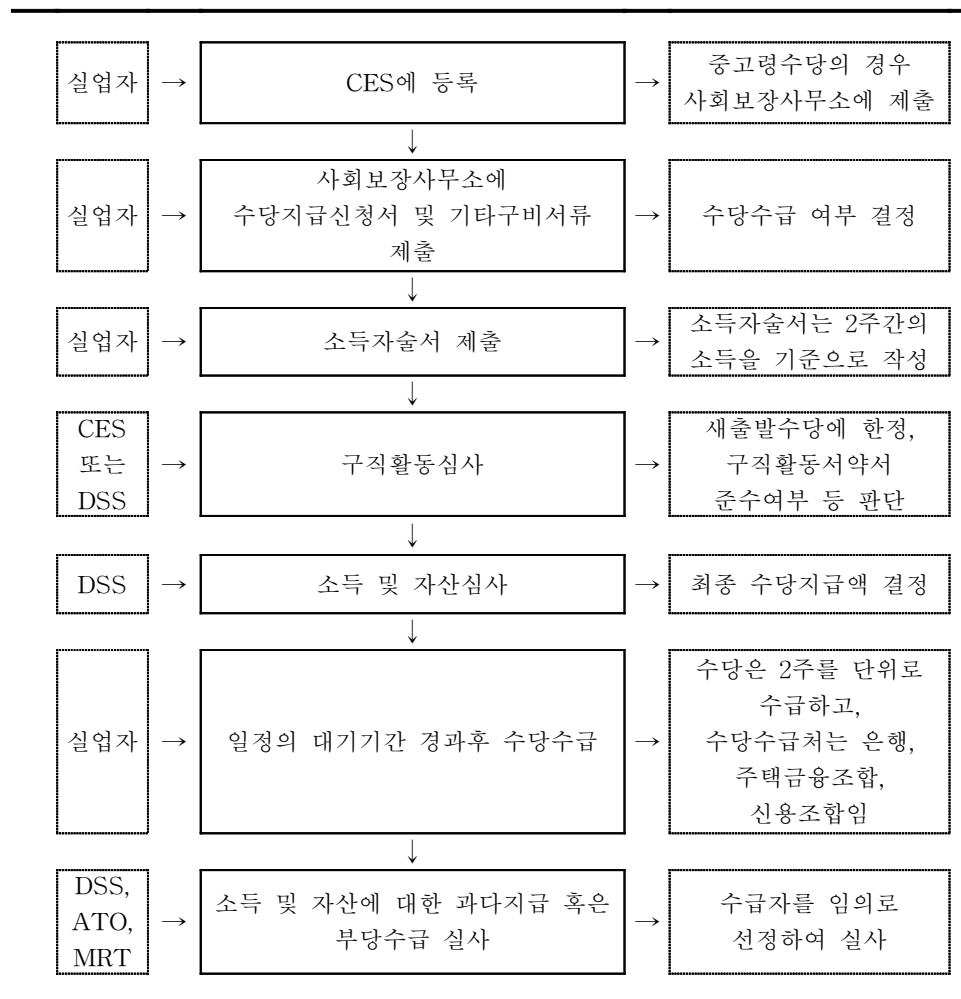 실업자 → CES에 등록 → 중고령수당의 경우
사회보장사무소에 제출
↓
실업자 → 사회보장사무소에
수당지급신청서 및 기타구비서류
제출
→ 수당수급 여부 결정
↓
실업자 → 소득자술서 제출 → 소득자술서는 2주간의
소득을 기준으로 작성
↓
CES
또는
DSS
→ 구직활동심사 → 새출발수당에 한정,
구직활동서약서
준수여부 등 판단
↓
DSS → 소득 및 자산심사 → 최종 수당지급액 결정
↓
실업자 → 일정의 대기기간 경과후 수당수급 → 수당은 2주를 단위로
수급하고,
수당수급처는 은행,
주택금융조합,
신용조합임
↓
DSS,
ATO,
MRT
→ 소득 및 자산에 대한 과다지급 혹은
부당수급 실사
→ 수급자를 임의로
선정하여 실사